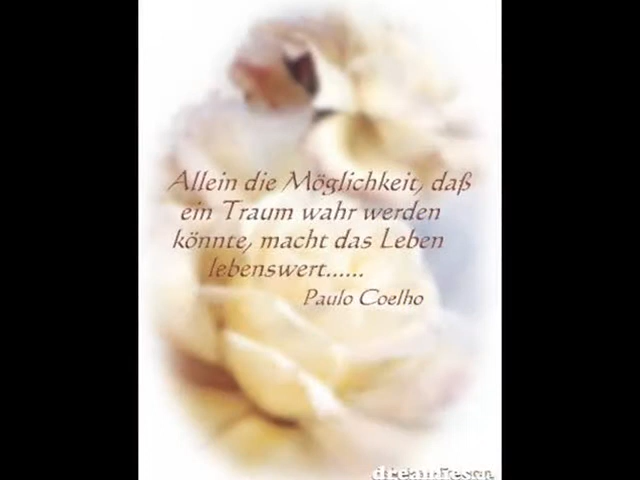 Allein die Möglichkeit, daß
ein Traum wahr werden
könnte, macht das Leben
lebenswert......
Paulo Coelho